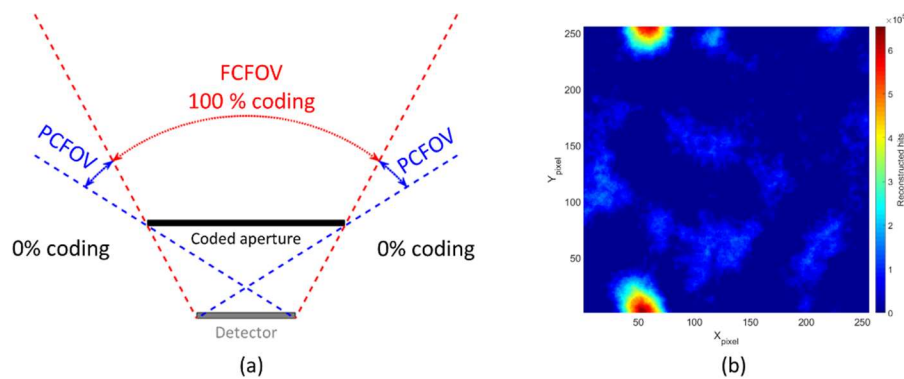 FCFOV
100 % coding
PCFOV
PCFOV
0% coding
Coded aperture
0% coding
Detector
(a)
×10⁵
250
200
150
100
50
50
100
150
200
250
Y_pixel
X_pixel
6
5
4
3
2
1
0
Reconstructed hits
(b)